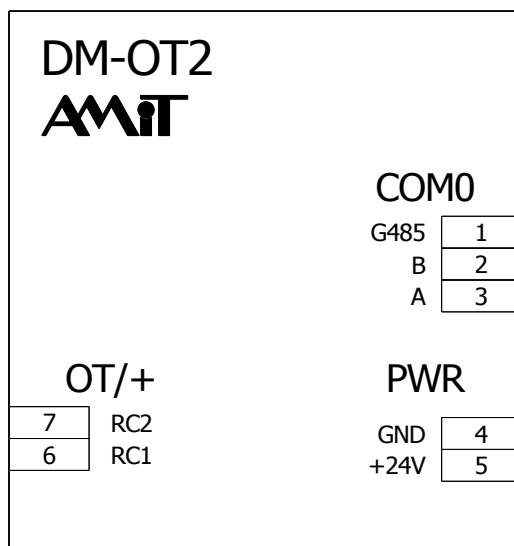 DM-OT2
AMiT
COM0
G485 1
B 2
A 3
OT/+
7 RC2
6 RC1
PWR
GND 4
+24V 5